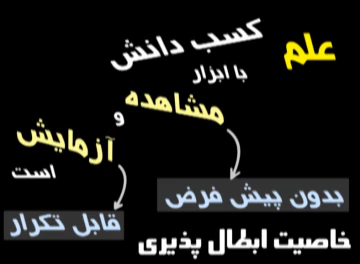 علم
کسب دانش
با ابزار
مشاهده
و
آزمایش
است
بدون پیش فرض
قابل تکرار
خاصیت ابطال پذیری